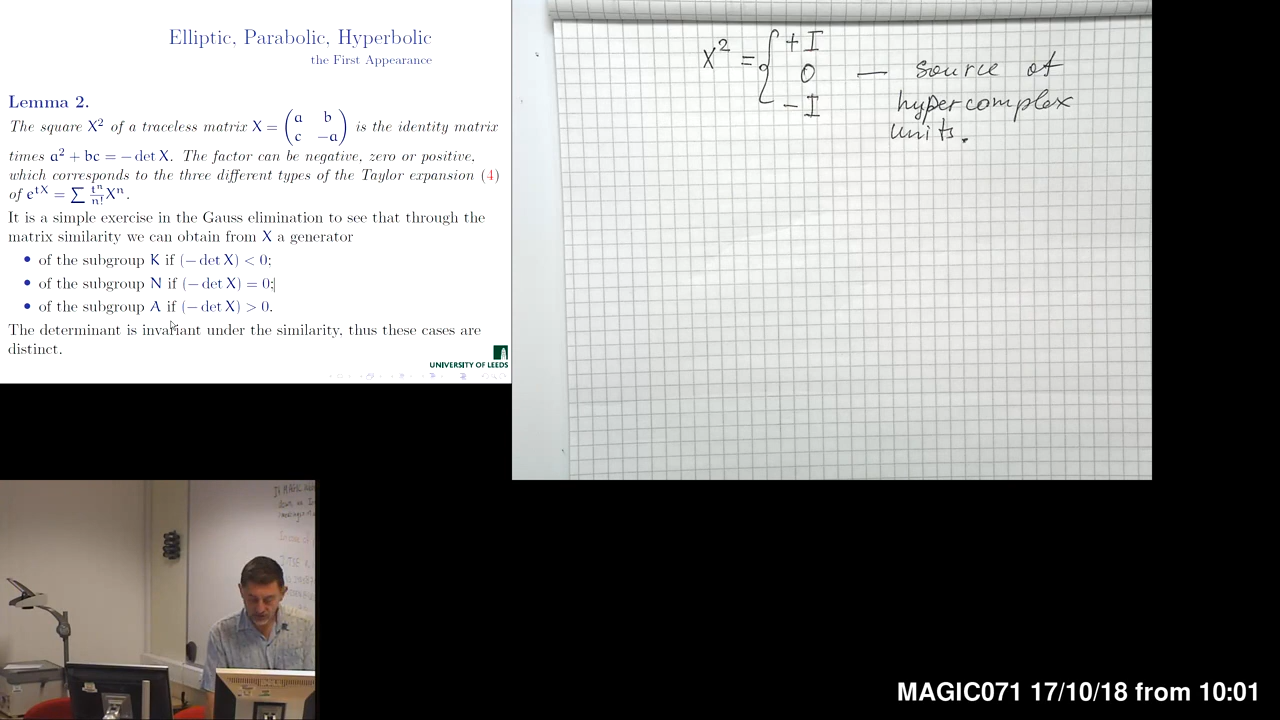 Elliptic, Parabolic, Hyperbolic
the First Appearance
Lemma 2.
The square X² of a traceless matrix X = (a b
c −a) is the identity matrix
times a² + bc = − det X. The factor can be negative, zero or positive,
which corresponds to the three different types of the Taylor expansion (4)
of e^{tX} = ∑ tⁿ/n! Xⁿ.
It is a simple exercise in the Gauss elimination to see that through the
matrix similarity we can obtain from X a generator
• of the subgroup K if (− det X) < 0;
• of the subgroup N if (− det X) = 0;
• of the subgroup A if (− det X) > 0.
The determinant is invariant under the similarity, thus these cases are
distinct.
UNIVERSITY OF LEEDS
X² = { +I
0 — source of
−I hypercomplex
units.
MAGIC071 17/10/18 from 10:01